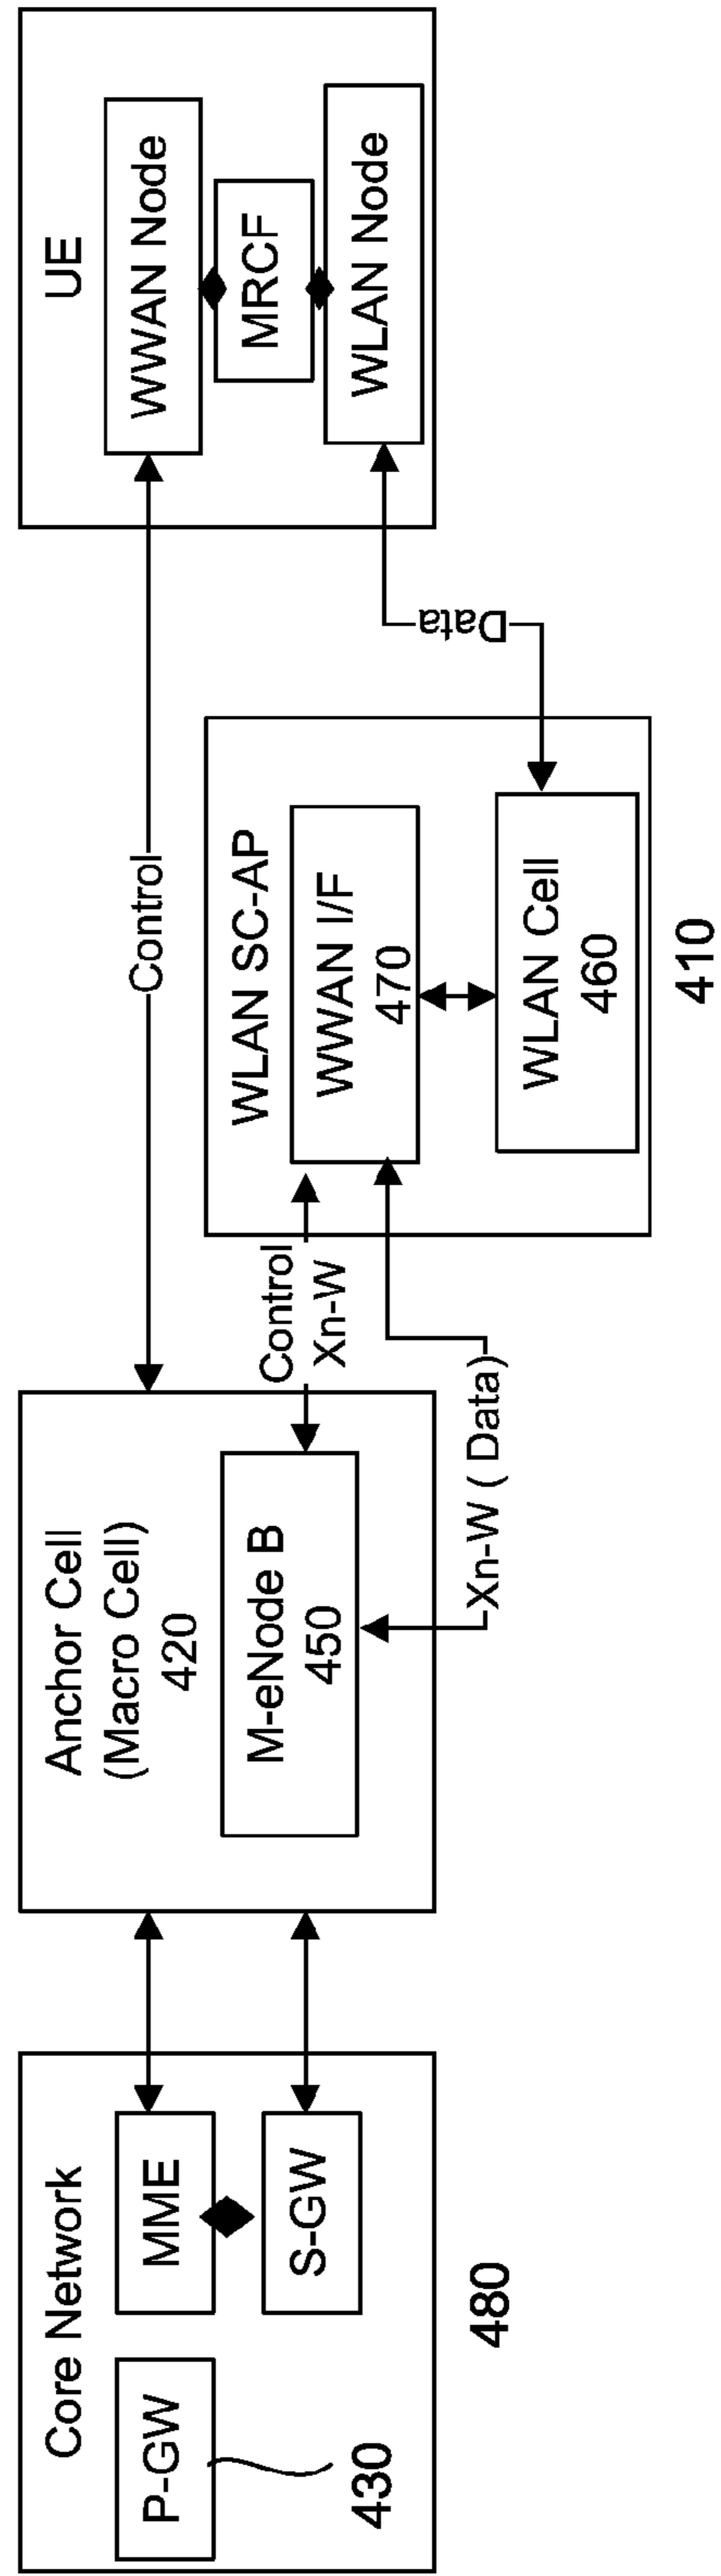 Core Network
P-GW
430
MME
S-GW
480
Anchor Cell
(Macro Cell)
420
M-eNode B
450
Control
Control
Xn-W
Xn-W ( Data)
WLAN SC-AP
WWAN I/F
470
WLAN Cell
460
410
Data
UE
WWAN Node
MRCF
WLAN Node